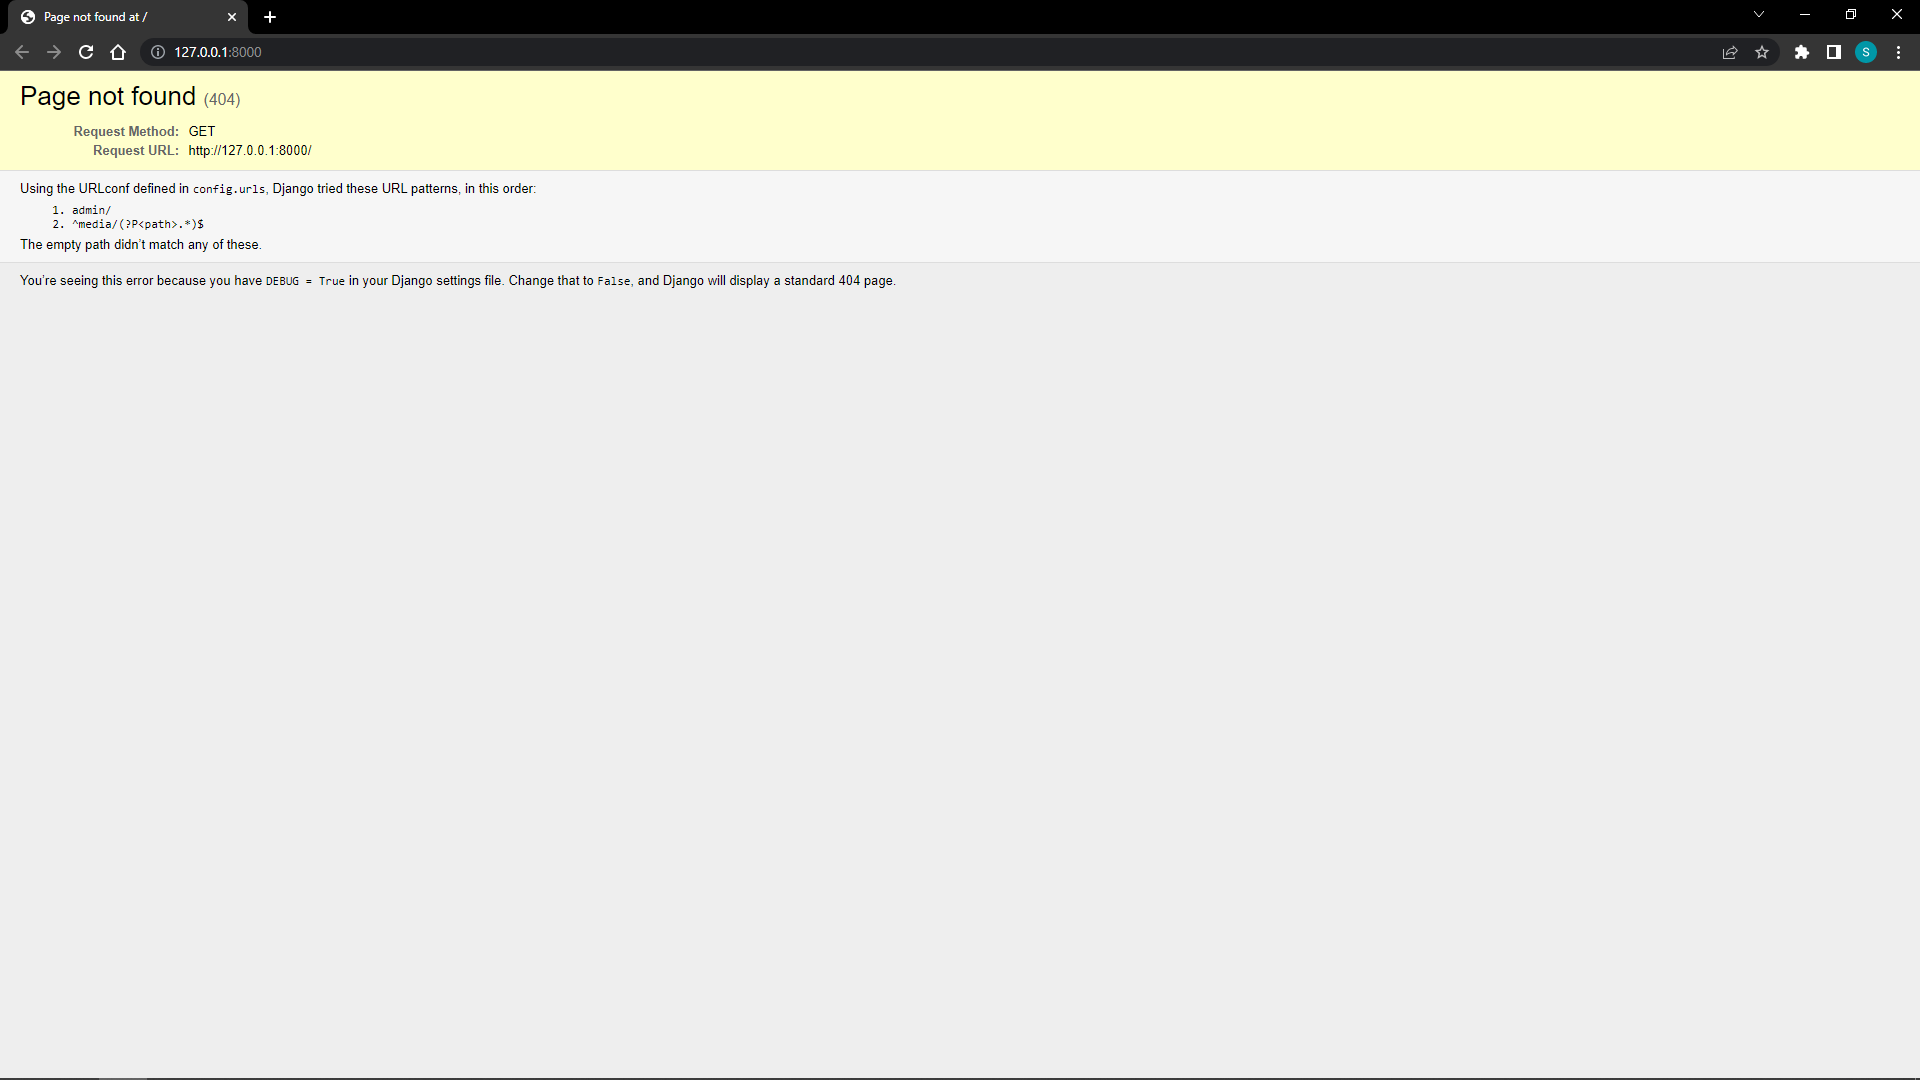 Page not found at /
127.0.0.1:8000
S
Page not found (404)
Request Method: GET
Request URL: http://127.0.0.1:8000/
Using the URLconf defined in config.urls, Django tried these URL patterns, in this order:
1. admin/
2. ^media/(?P<path>.*)$
The empty path didn’t match any of these.
You’re seeing this error because you have DEBUG = True in your Django settings file. Change that to False, and Django will display a standard 404 page.